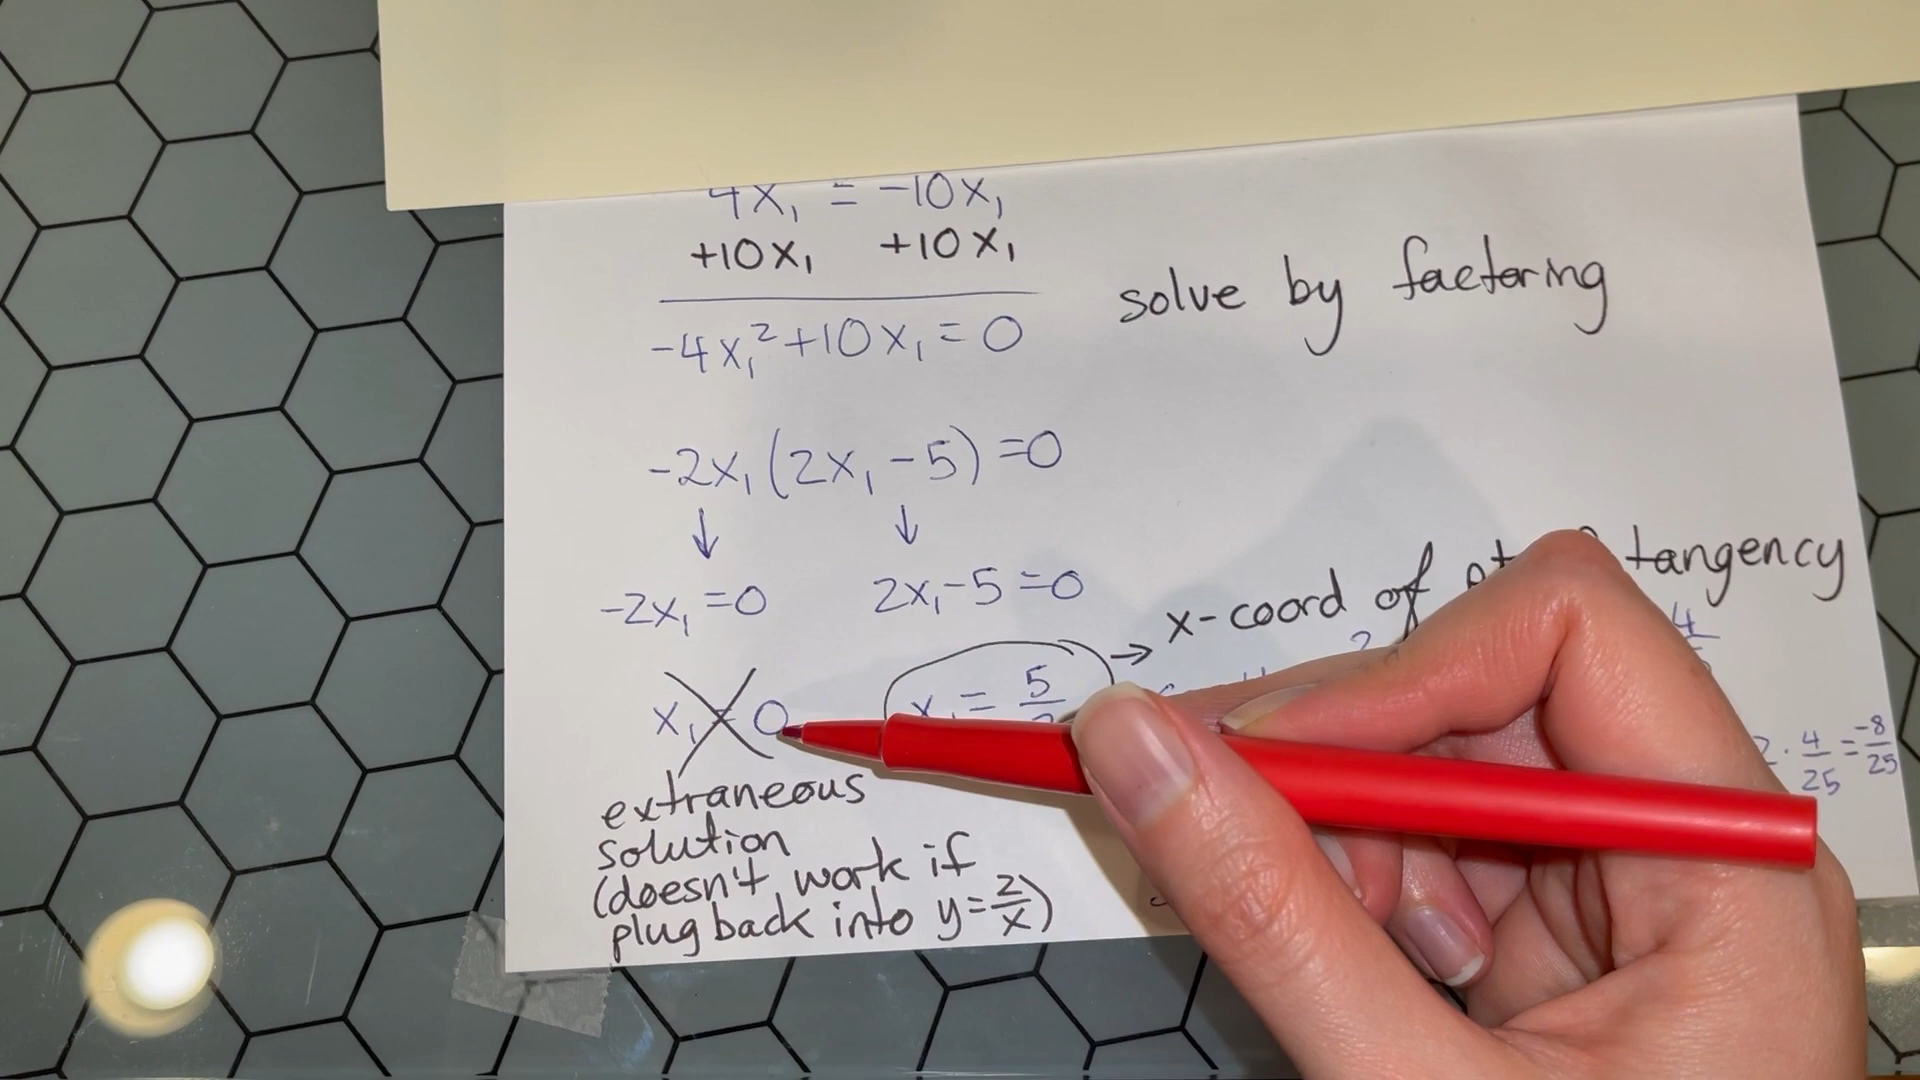 4x₁ = -10x₁
+10x₁ +10x₁
-4x₁²+10x₁=0
solve by factoring
-2x₁(2x₁-5)=0
↓ ↓
-2x₁=0 2x₁-5=0
→ x-coord of tangency
x₁=0 x₁ = 5
2 · 4/25 = -8/25
extraneous
solution
(doesn't work if
plug back into y=2/x)